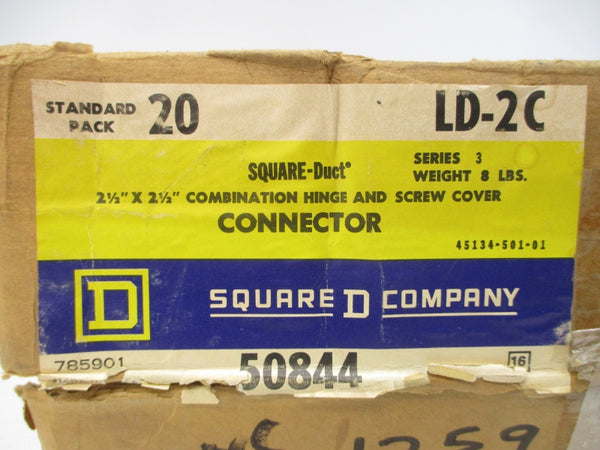 STANDARD PACK 20
LD-2C
SQUARE-Duct®
SERIES 3
WEIGHT 8 LBS.
2½" X 2½" COMBINATION HINGE AND SCREW COVER
CONNECTOR
45134-501-01
D
SQUARE D COMPANY
785901
50844
16
1259